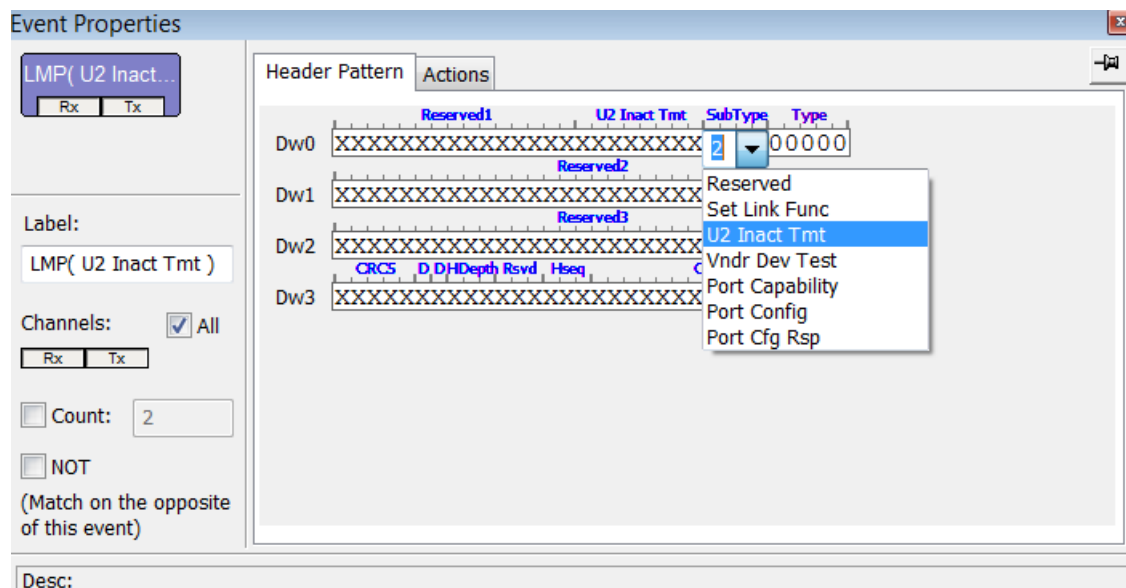 Event Properties
LMP( U2 Inact...
Rx Tx
Label:
LMP( U2 Inact Tmt )
Channels: All
Rx Tx
Count: 2
NOT
(Match on the opposite
of this event)
Header Pattern Actions
Reserved1 U2 Inact Tmt SubType Type
Dw0 XXXXXXXXXXXXXXXXXXXXXXX 2 00000
Reserved2
Dw1 XXXXXXXXXXXXXXXXXXXXXXX
Reserved3
Dw2 XXXXXXXXXXXXXXXXXXXXXXX
CRC5 D D HDepth Rsvd Hseq C
Dw3 XXXXXXXXXXXXXXXXXXXXXXX
Reserved
Set Link Func
U2 Inact Tmt
Vndr Dev Test
Port Capability
Port Config
Port Cfg Rsp
Desc: